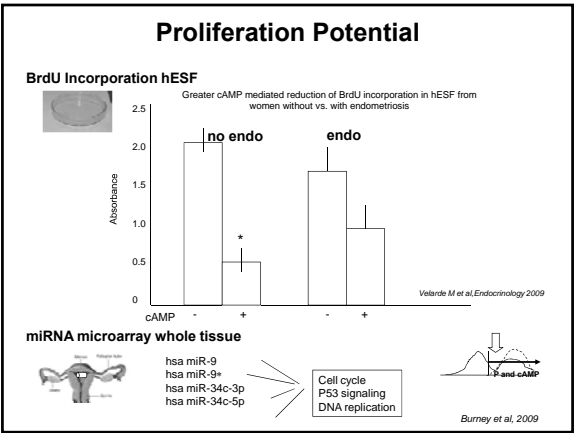 Proliferation Potential
BrdU Incorporation hESF
Greater cAMP mediated reduction of BrdU incorporation in hESF from
women without vs. with endometriosis
2.5
2.0
1.5
1.0
0.5
0
Absorbance
no endo
endo
*
cAMP - + - +
Velarde M et al,Endocrinology 2009
miRNA microarray whole tissue
hsa miR-9
hsa miR-9*
hsa miR-34c-3p
hsa miR-34c-5p
Cell cycle
P53 signaling
DNA replication
P and cAMP
Burney et al, 2009